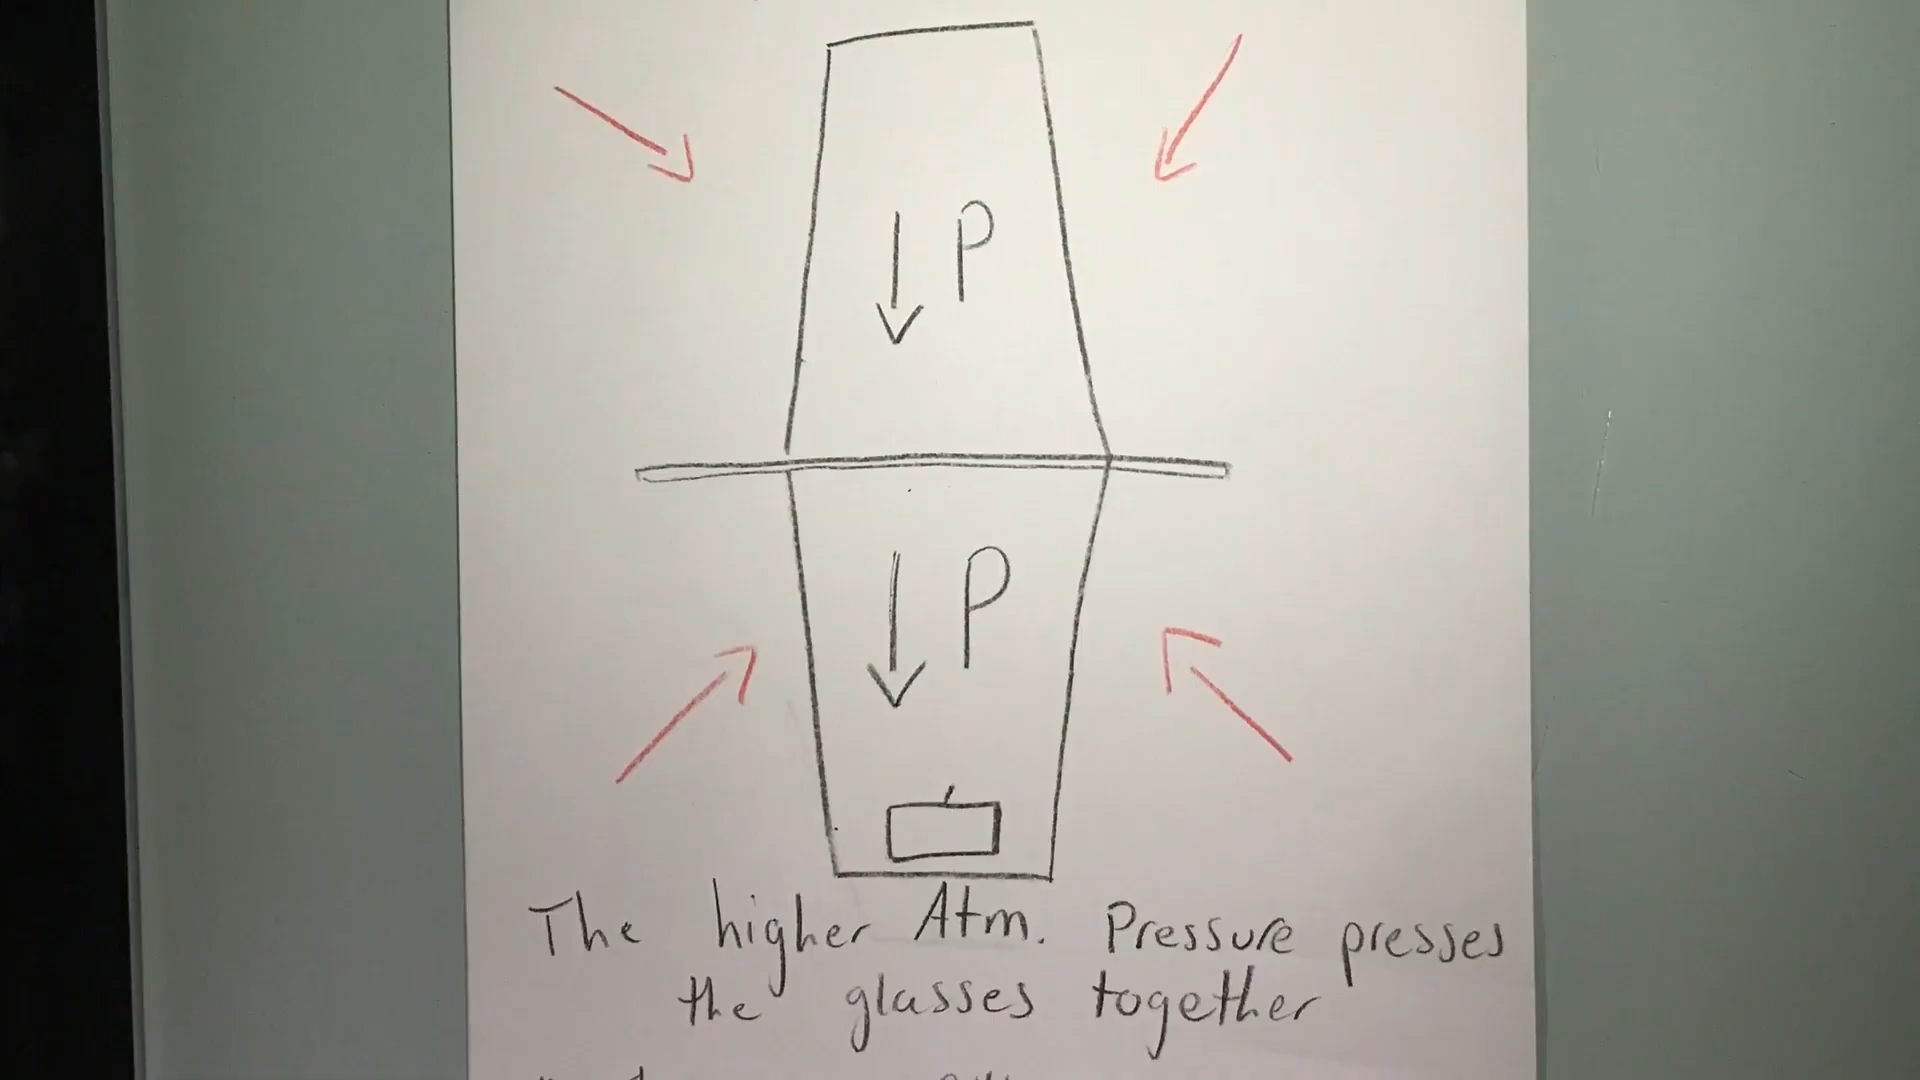 P
P
The higher Atm. Pressure presses
the glasses together